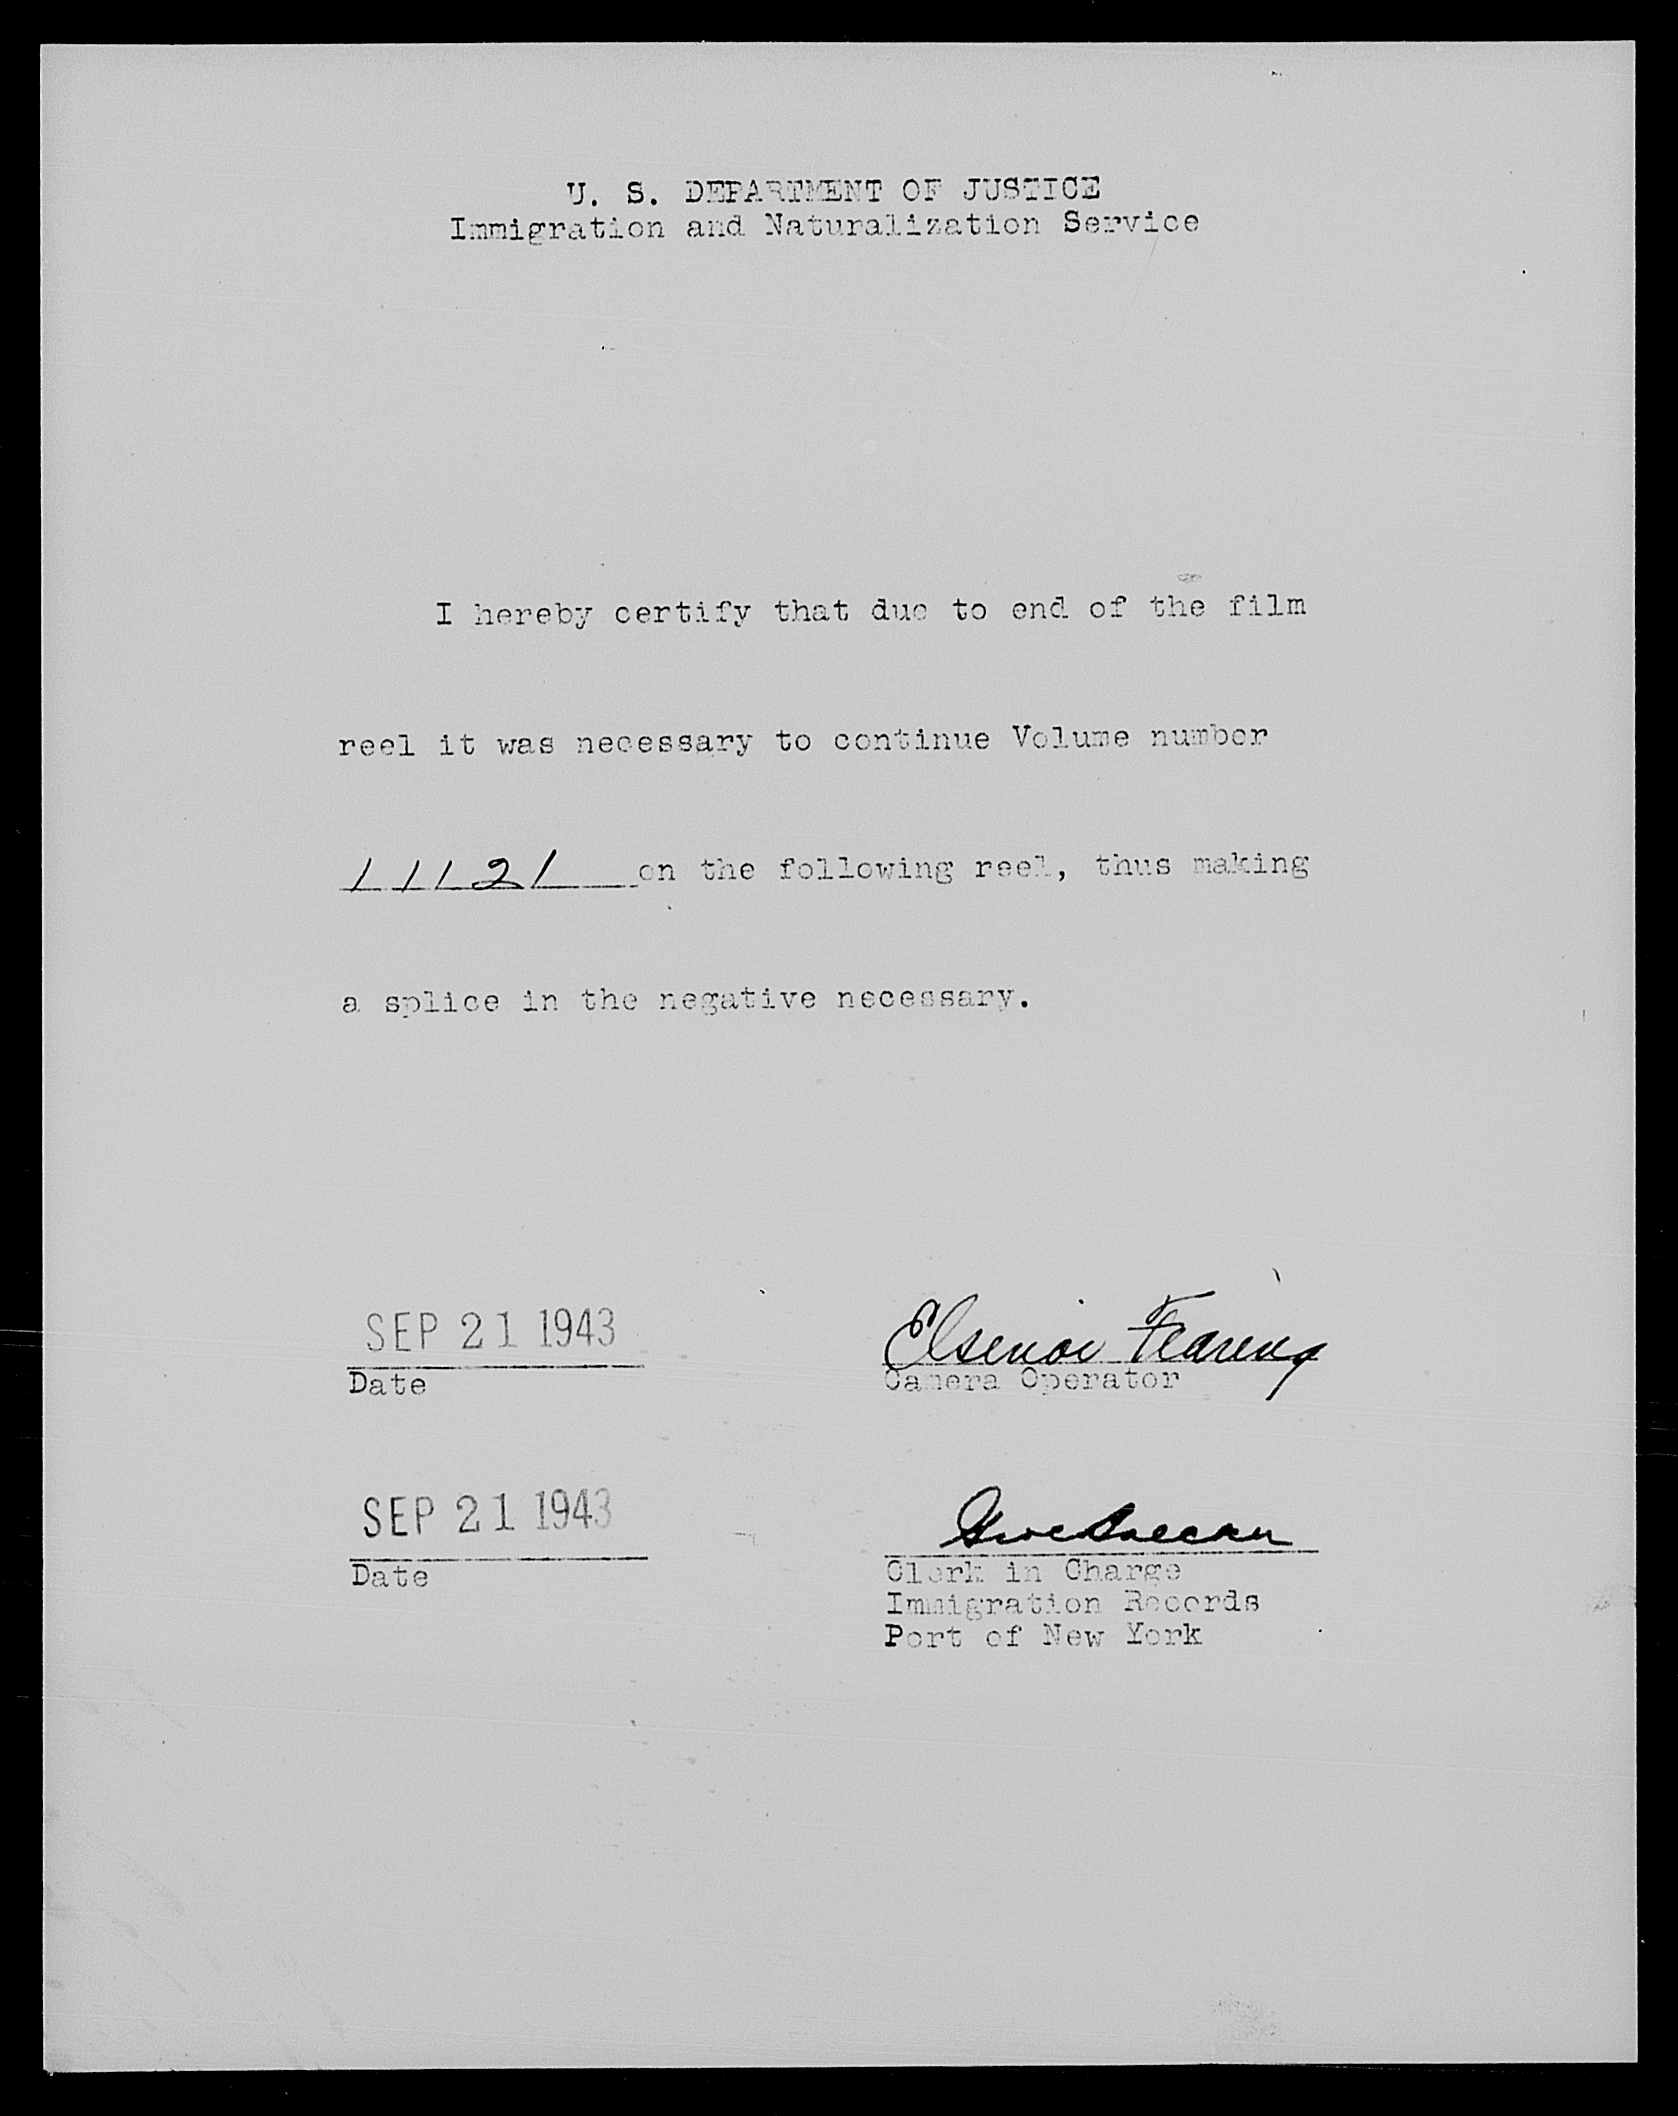 U. S. DEPARTMENT OF JUSTICE
Immigration and Naturalization Service
I hereby certify that due to end of the film
reel it was necessary to continue Volume number
11121 on the following reel, thus making
a splice in the negative necessary.
SEP 21 1943
Date
Camera Operator
SEP 21 1943
Date
Clerk in Charge
Immigration Records
Port of New York